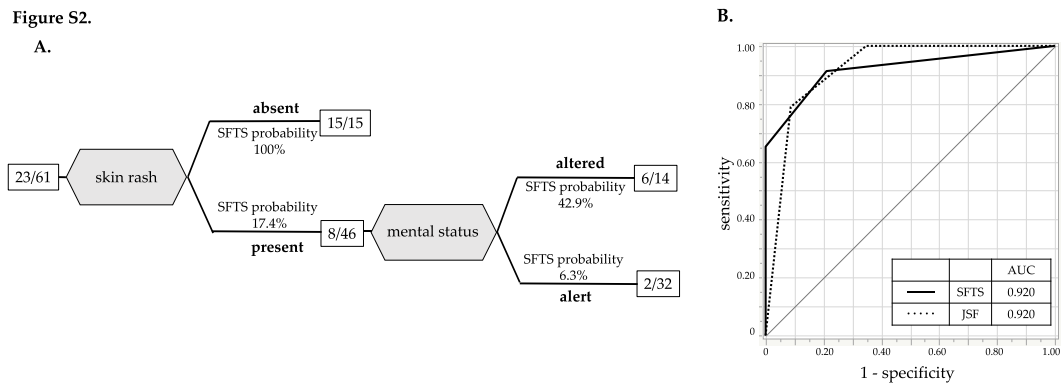 Figure S2.
A.
absent
SFTS probability
100%
15/15
23/61
skin rash
SFTS probability
17.4%
present
8/46
mental status
altered
SFTS probability
42.9%
6/14
SFTS probability
6.3%
alert
2/32
B.
sensitivity
1.00
0.80
0.60
0.40
0.20
0
0 0.20 0.40 0.60 0.80 1.00
1 - specificity
AUC
SFTS 0.920
JSF 0.920